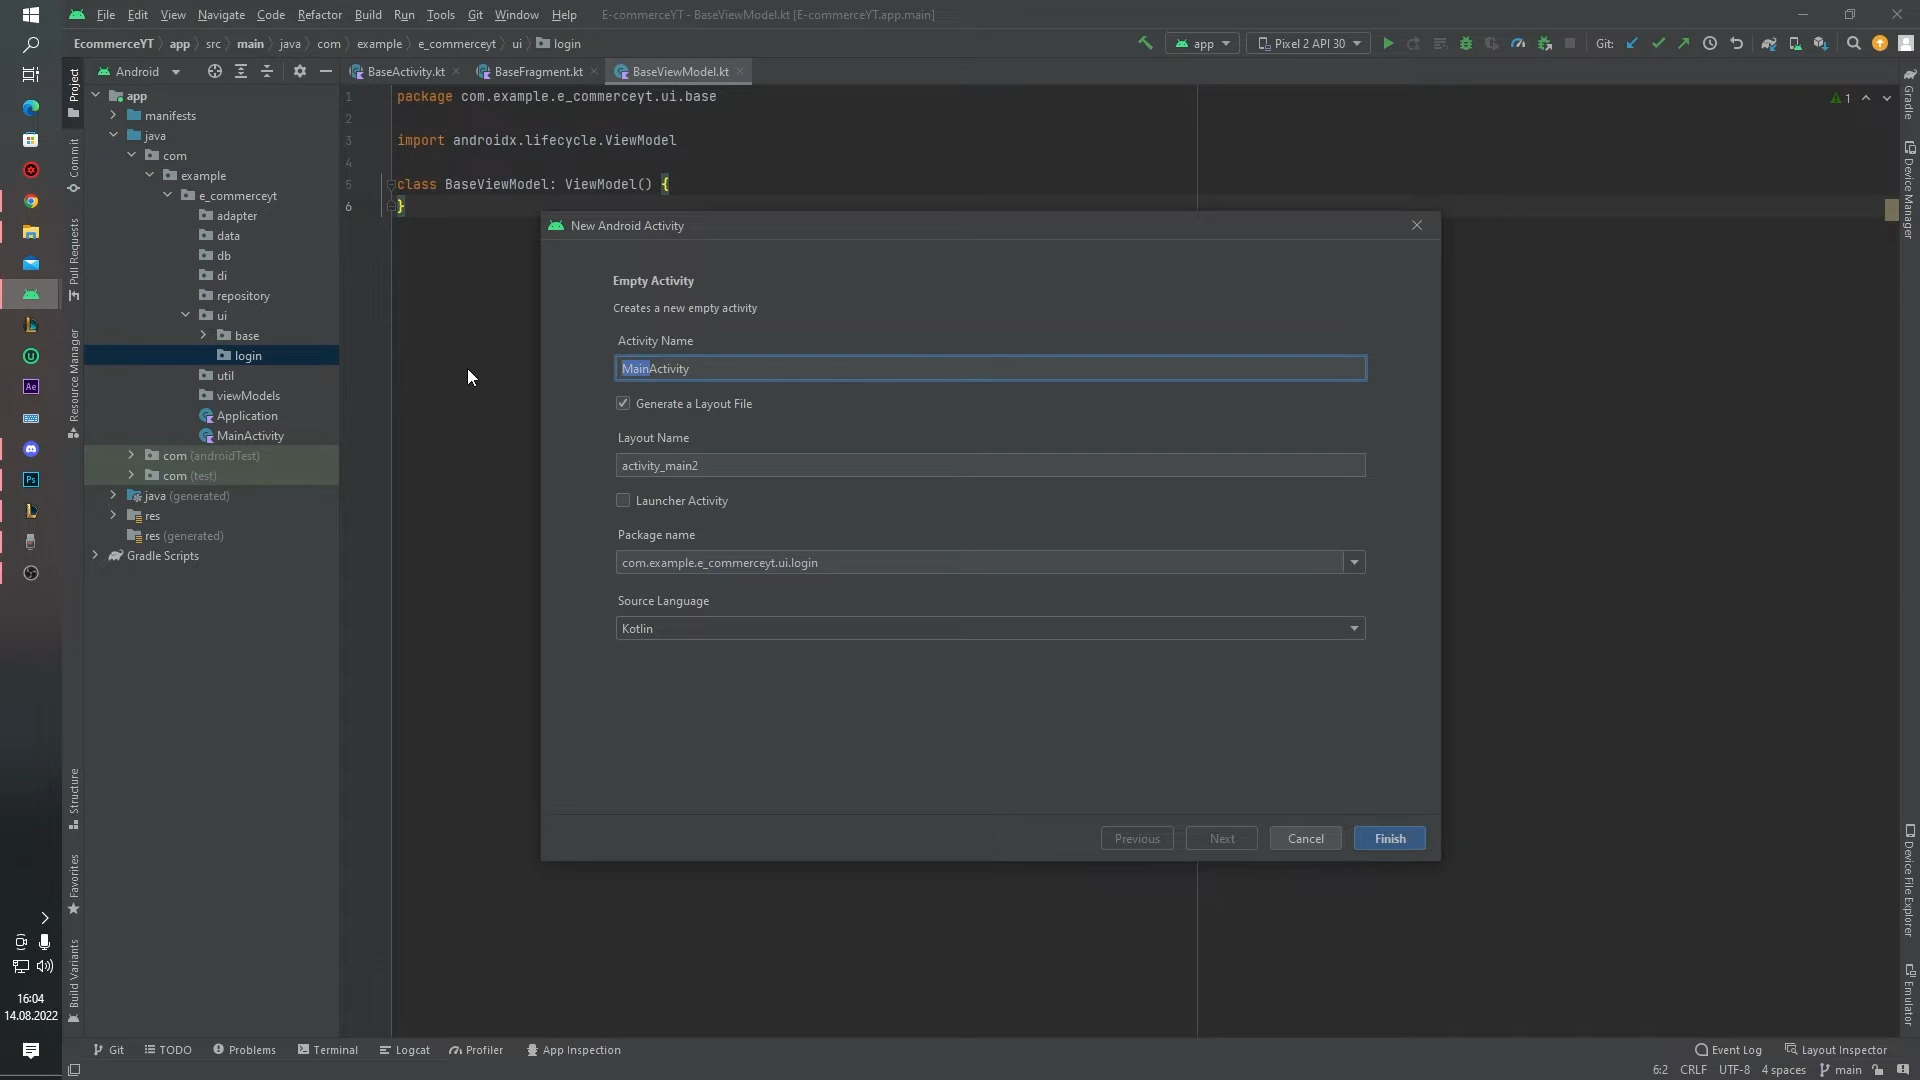 File Edit View Navigate Code Refactor Build Run Tools Git Window Help E-commerceYT - BaseViewModel.kt [E-commerceYT.app.main]
EcommerceYT app src main java com example e_commerceyt ui login
app Pixel 2 API 30 Git:
Android
BaseActivity.kt BaseFragment.kt BaseViewModel.kt
Project
Commit
Pull Requests
Resource Manager
Structure
Favorites
Build Variants
app
manifests
java
com
example
e_commerceyt
adapter
data
db
di
repository
ui
base
login
util
viewModels
Application
MainActivity
com (androidTest)
com (test)
java (generated)
res
res (generated)
Gradle Scripts
1 package com.example.e_commerceyt.ui.base
2
3 import androidx.lifecycle.ViewModel
4
5 class BaseViewModel: ViewModel() {
6 }
1
New Android Activity
Empty Activity
Creates a new empty activity
Activity Name
MainActivity
Generate a Layout File
Layout Name
activity_main2
Launcher Activity
Package name
com.example.e_commerceyt.ui.login
Source Language
Kotlin
Previous Next Cancel Finish
Gradle
Device Manager
Device File Explorer
Emulator
Ae
Ps
16:04
14.08.2022
Git TODO Problems Terminal Logcat Profiler App Inspection Event Log Layout Inspector
6:2 CRLF UTF-8 4 spaces main